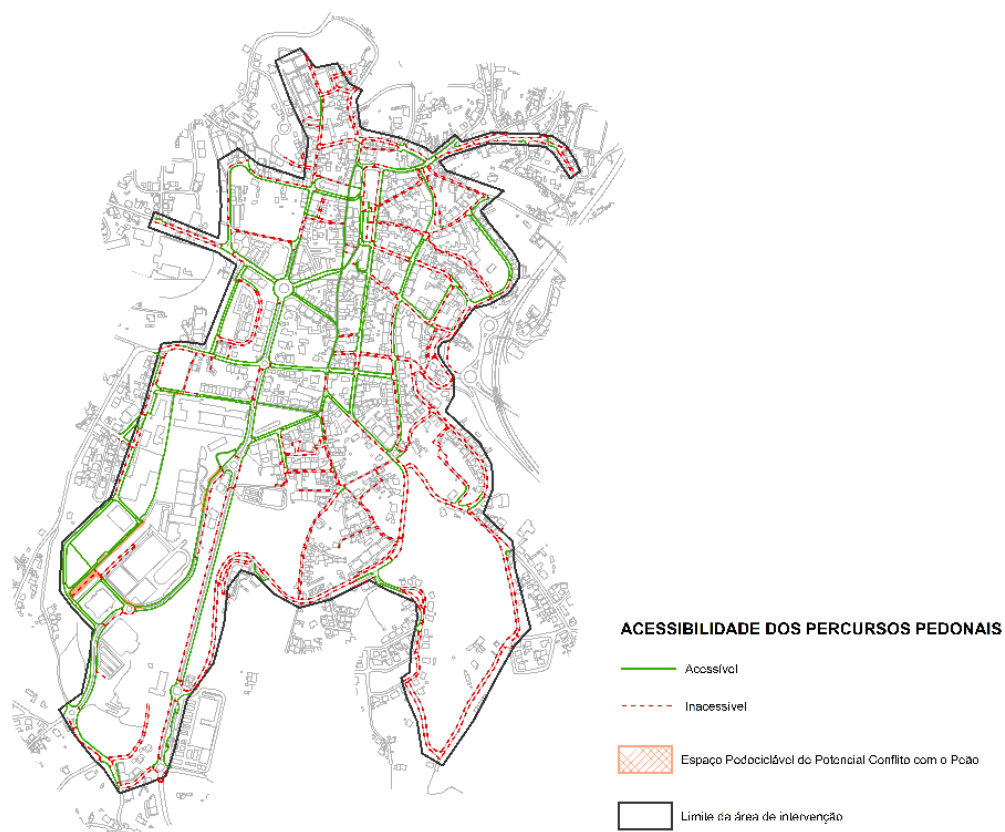 ACESSIBILIDADE DOS PERCURSOS PEDONAIS
Acessível
Inacessível
Espaço Pedociclável de Potencial Conflito com o Peão
Limite da área de intervenção